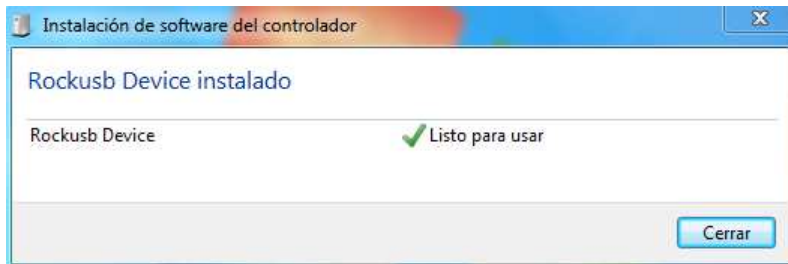 Instalación de software del controlador
Rockusb Device instalado
Rockusb Device Listo para usar
Cerrar